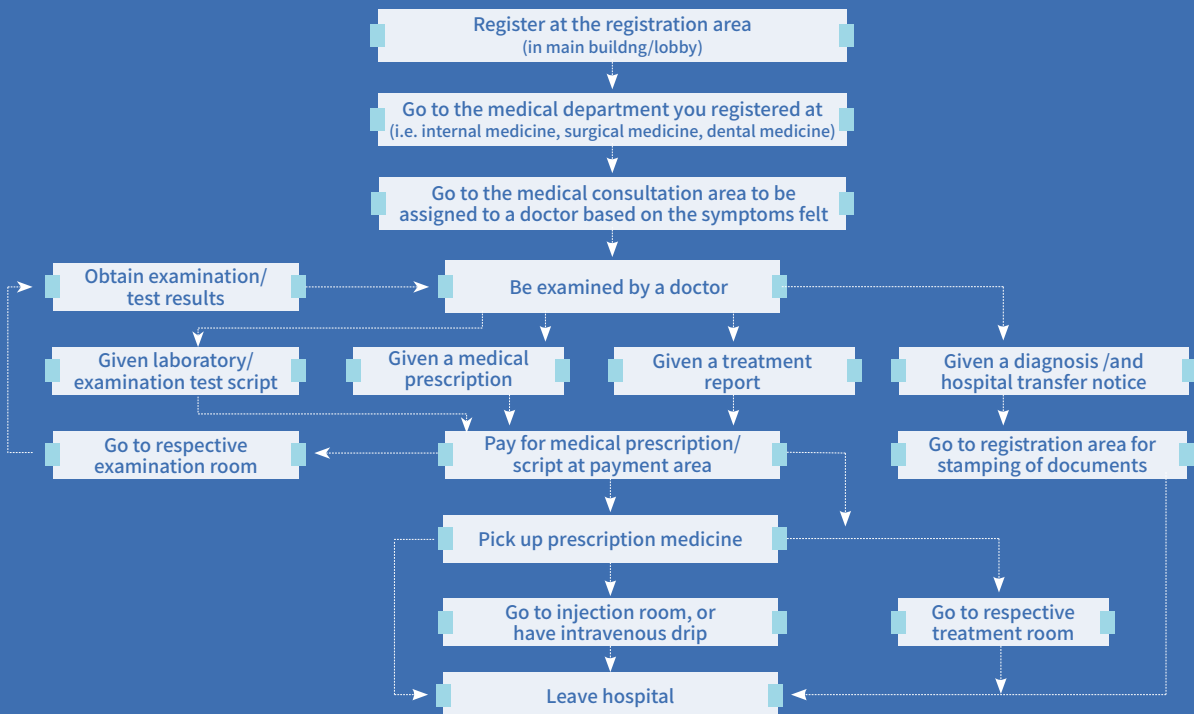 Register at the registration area
(in main buildng/lobby)
Go to the medical department you registered at
(i.e. internal medicine, surgical medicine, dental medicine)
Go to the medical consultation area to be
assigned to a doctor based on the symptoms felt
Obtain examination/
test results
Be examined by a doctor
Given laboratory/
examination test script
Given a medical
prescription
Given a treatment
report
Given a diagnosis /and
hospital transfer notice
Go to respective
examination room
Pay for medical prescription/
script at payment area
Go to registration area for
stamping of documents
Pick up prescription medicine
Go to injection room, or
have intravenous drip
Go to respective
treatment room
Leave hospital